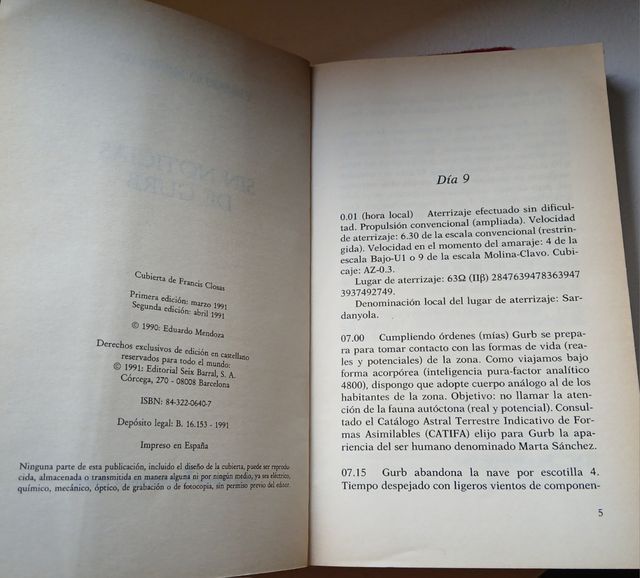 Cubierta de Francis Closas
Primera edición: marzo 1991
Segunda edición: abril 1991
© 1990: Eduardo Mendoza
Derechos exclusivos de edición en castellano
reservados para todo el mundo:
© 1991: Editorial Seix Barral, S. A.
Córcega, 270 - 08008 Barcelona
ISBN: 84-322-0640-7
Depósito legal: B. 16.153 - 1991
Impreso en España
Ninguna parte de esta publicación, incluido el diseño de la cubierta, puede ser reprodu-
cida, almacenada o transmitida en manera alguna ni por ningún medio, ya sea eléctrico,
químico, mecánico, óptico, de grabación o de fotocopia, sin permiso previo del editor.
SIN NOTICIAS
DE GURB
Día 9
0.01 (hora local) Aterrizaje efectuado sin dificul-
tad. Propulsión convencional (ampliada). Velocidad
de aterrizaje: 6.30 de la escala convencional (restrin-
gida). Velocidad en el momento del amaraje: 4 de la
escala Bajo-U1 o 9 de la escala Molina-Clavo. Cubi-
caje: AZ-0.3.
Lugar de aterrizaje: 63Ω (IIβ) 2847639478363947
3937492749.
Denominación local del lugar de aterrizaje: Sar-
danyola.
07.00 Cumpliendo órdenes (mías) Gurb se prepa-
ra para tomar contacto con las formas de vida (rea-
les y potenciales) de la zona. Como viajamos bajo
forma acorpórea (inteligencia pura-factor analítico
4800), dispongo que adopte cuerpo análogo al de los
habitantes de la zona. Objetivo: no llamar la aten-
ción de la fauna autóctona (real y potencial). Consul-
tado el Catálogo Astral Terrestre Indicativo de For-
mas Asimilables (CATIFA) elijo para Gurb la apa-
riencia del ser humano denominado Marta Sánchez.
07.15 Gurb abandona la nave por escotilla 4.
Tiempo despejado con ligeros vientos de componen-
5